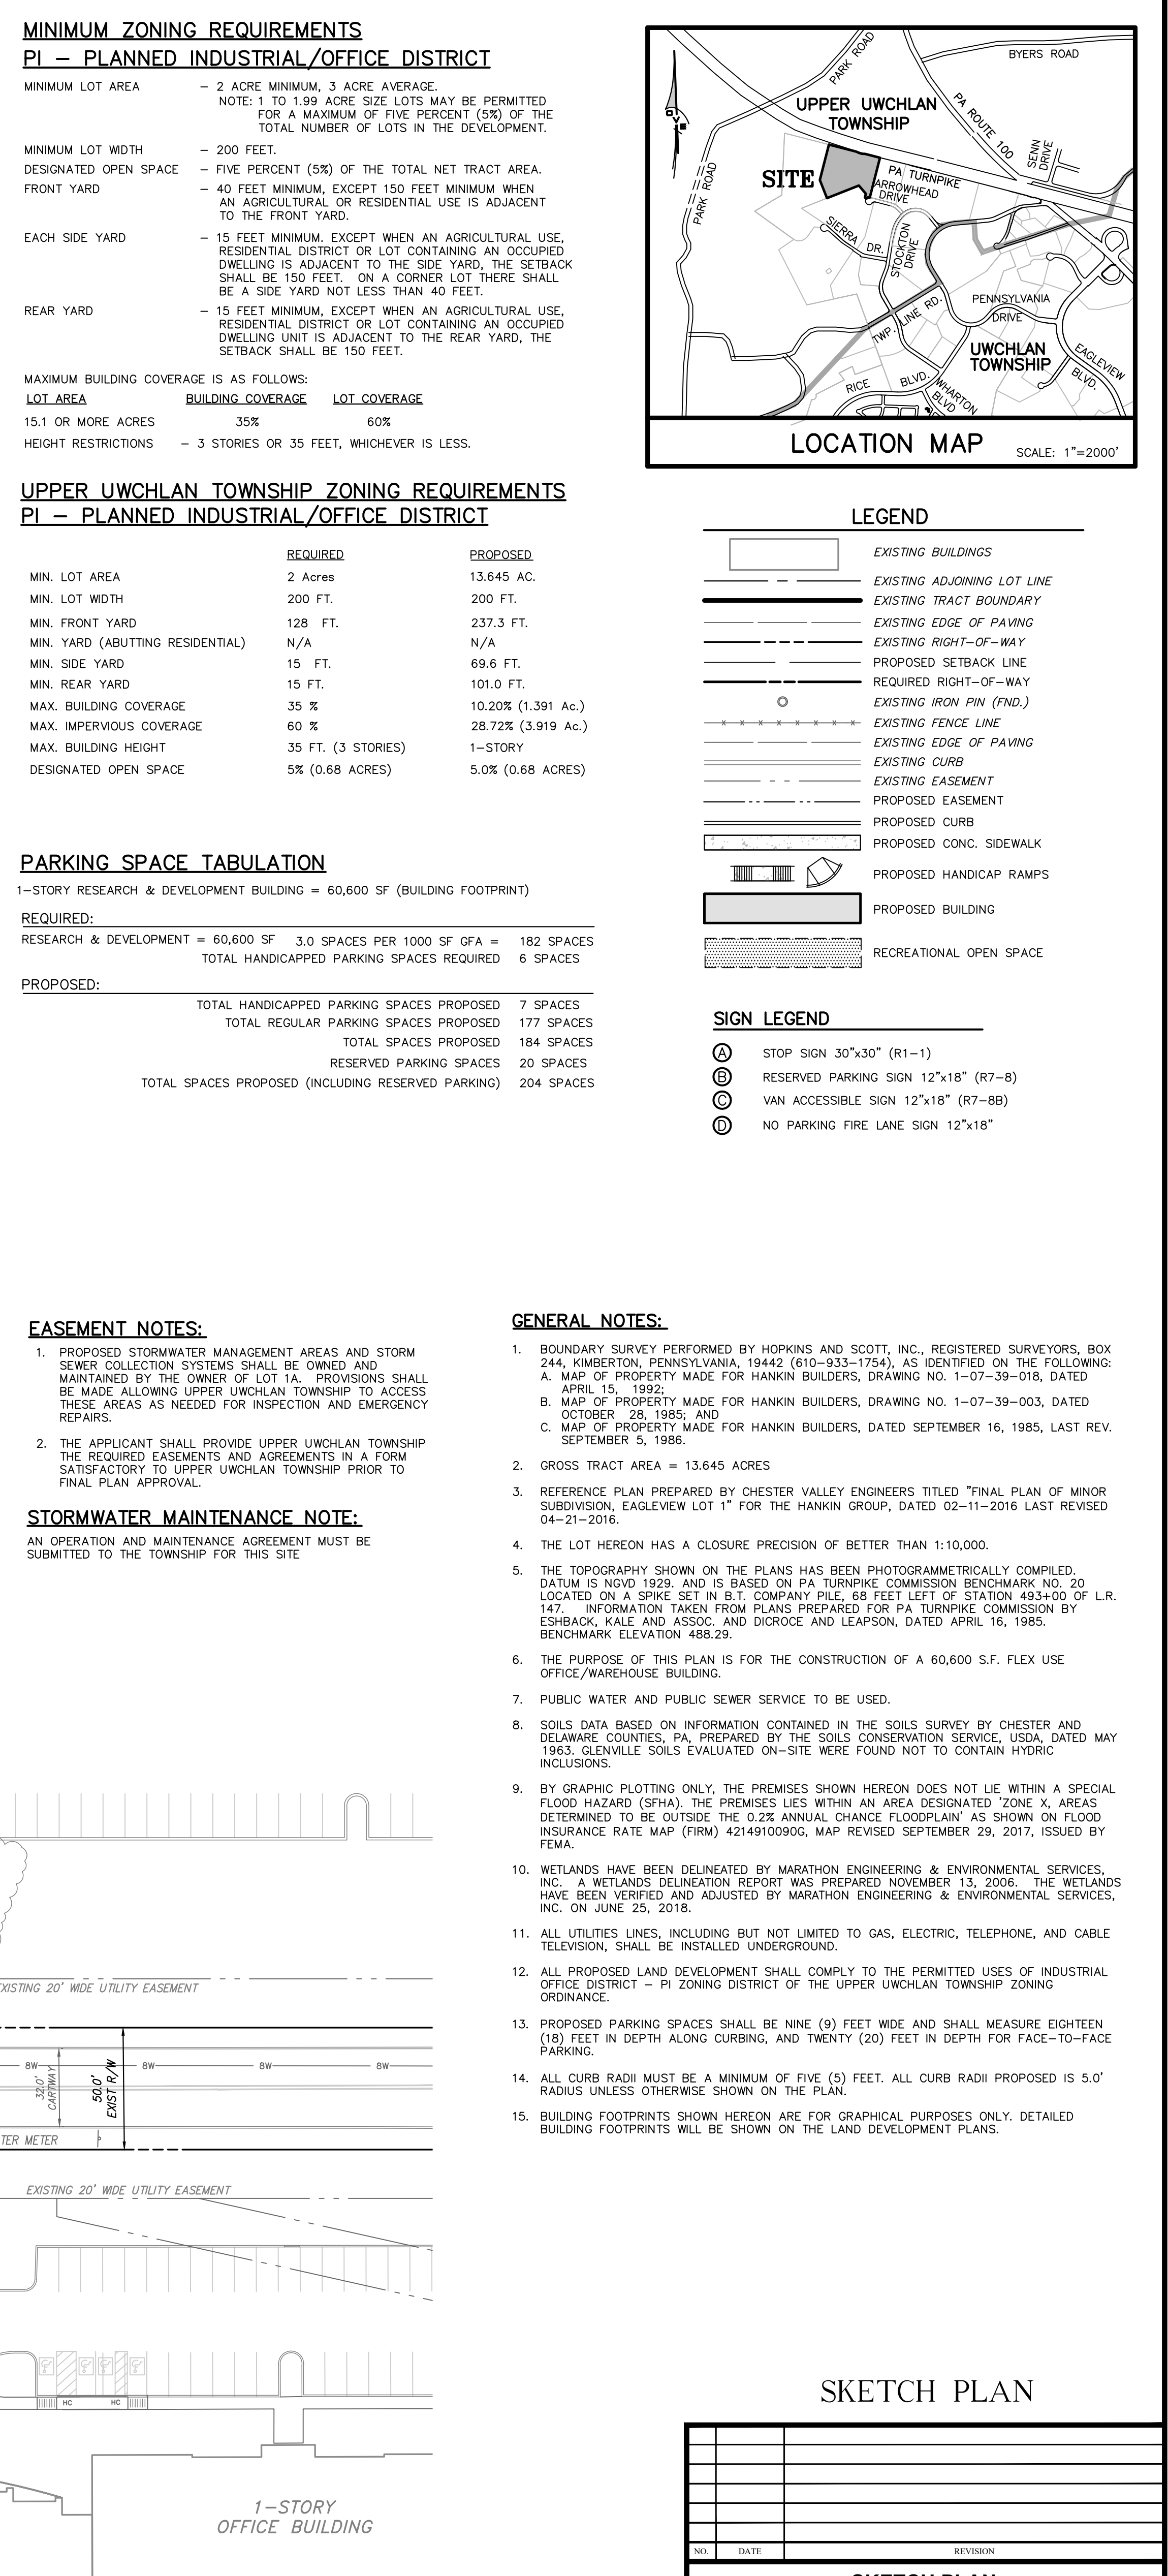 MINIMUM ZONING REQUIREMENTS
PI – PLANNED INDUSTRIAL/OFFICE DISTRICT
MINIMUM LOT AREA – 2 ACRE MINIMUM, 3 ACRE AVERAGE.
NOTE: 1 TO 1.99 ACRE SIZE LOTS MAY BE PERMITTED
FOR A MAXIMUM OF FIVE PERCENT (5%) OF THE
TOTAL NUMBER OF LOTS IN THE DEVELOPMENT.
MINIMUM LOT WIDTH – 200 FEET.
DESIGNATED OPEN SPACE – FIVE PERCENT (5%) OF THE TOTAL NET TRACT AREA.
FRONT YARD – 40 FEET MINIMUM, EXCEPT 150 FEET MINIMUM WHEN
AN AGRICULTURAL OR RESIDENTIAL USE IS ADJACENT
TO THE FRONT YARD.
EACH SIDE YARD – 15 FEET MINIMUM. EXCEPT WHEN AN AGRICULTURAL USE,
RESIDENTIAL DISTRICT OR LOT CONTAINING AN OCCUPIED
DWELLING IS ADJACENT TO THE SIDE YARD, THE SETBACK
SHALL BE 150 FEET. ON A CORNER LOT THERE SHALL
BE A SIDE YARD NOT LESS THAN 40 FEET.
REAR YARD – 15 FEET MINIMUM, EXCEPT WHEN AN AGRICULTURAL USE,
RESIDENTIAL DISTRICT OR LOT CONTAINING AN OCCUPIED
DWELLING UNIT IS ADJACENT TO THE REAR YARD, THE
SETBACK SHALL BE 150 FEET.
MAXIMUM BUILDING COVERAGE IS AS FOLLOWS:
LOT AREA BUILDING COVERAGE LOT COVERAGE
15.1 OR MORE ACRES 35% 60%
HEIGHT RESTRICTIONS – 3 STORIES OR 35 FEET, WHICHEVER IS LESS.
BYERS ROAD
PARK ROAD
UPPER UWCHLAN
TOWNSHIP
PA ROUTE 100
SENN
DRIVE
SITE
PA TURNPIKE
ARROWHEAD
DRIVE
PARK ROAD
SIERRA
DR.
STOCKTON
DRIVE
PENNSYLVANIA
DRIVE
TWP. LINE RD.
UWCHLAN
TOWNSHIP
EAGLEVIEW
BLVD.
RICE BLVD.
WHARTON
BLVD
LOCATION MAP SCALE: 1"=2000'
UPPER UWCHLAN TOWNSHIP ZONING REQUIREMENTS
PI – PLANNED INDUSTRIAL/OFFICE DISTRICT
REQUIRED PROPOSED
MIN. LOT AREA 2 Acres 13.645 AC.
MIN. LOT WIDTH 200 FT. 200 FT.
MIN. FRONT YARD 128 FT. 237.3 FT.
MIN. YARD (ABUTTING RESIDENTIAL) N/A N/A
MIN. SIDE YARD 15 FT. 69.6 FT.
MIN. REAR YARD 15 FT. 101.0 FT.
MAX. BUILDING COVERAGE 35 % 10.20% (1.391 Ac.)
MAX. IMPERVIOUS COVERAGE 60 % 28.72% (3.919 Ac.)
MAX. BUILDING HEIGHT 35 FT. (3 STORIES) 1–STORY
DESIGNATED OPEN SPACE 5% (0.68 ACRES) 5.0% (0.68 ACRES)
LEGEND
EXISTING BUILDINGS
EXISTING ADJOINING LOT LINE
EXISTING TRACT BOUNDARY
EXISTING EDGE OF PAVING
EXISTING RIGHT–OF–WAY
PROPOSED SETBACK LINE
REQUIRED RIGHT–OF–WAY
EXISTING IRON PIN (FND.)
EXISTING FENCE LINE
EXISTING EDGE OF PAVING
EXISTING CURB
EXISTING EASEMENT
PROPOSED EASEMENT
PROPOSED CURB
PROPOSED CONC. SIDEWALK
PROPOSED HANDICAP RAMPS
PROPOSED BUILDING
RECREATIONAL OPEN SPACE
PARKING SPACE TABULATION
1–STORY RESEARCH & DEVELOPMENT BUILDING = 60,600 SF (BUILDING FOOTPRINT)
REQUIRED:
RESEARCH & DEVELOPMENT = 60,600 SF 3.0 SPACES PER 1000 SF GFA = 182 SPACES
TOTAL HANDICAPPED PARKING SPACES REQUIRED 6 SPACES
PROPOSED:
TOTAL HANDICAPPED PARKING SPACES PROPOSED 7 SPACES
TOTAL REGULAR PARKING SPACES PROPOSED 177 SPACES
TOTAL SPACES PROPOSED 184 SPACES
RESERVED PARKING SPACES 20 SPACES
TOTAL SPACES PROPOSED (INCLUDING RESERVED PARKING) 204 SPACES
SIGN LEGEND
A STOP SIGN 30"x30" (R1–1)
B RESERVED PARKING SIGN 12"x18" (R7–8)
C VAN ACCESSIBLE SIGN 12"x18" (R7–8B)
D NO PARKING FIRE LANE SIGN 12"x18"
EASEMENT NOTES:
1. PROPOSED STORMWATER MANAGEMENT AREAS AND STORM
SEWER COLLECTION SYSTEMS SHALL BE OWNED AND
MAINTAINED BY THE OWNER OF LOT 1A. PROVISIONS SHALL
BE MADE ALLOWING UPPER UWCHLAN TOWNSHIP TO ACCESS
THESE AREAS AS NEEDED FOR INSPECTION AND EMERGENCY
REPAIRS.
2. THE APPLICANT SHALL PROVIDE UPPER UWCHLAN TOWNSHIP
THE REQUIRED EASEMENTS AND AGREEMENTS IN A FORM
SATISFACTORY TO UPPER UWCHLAN TOWNSHIP PRIOR TO
FINAL PLAN APPROVAL.
STORMWATER MAINTENANCE NOTE:
AN OPERATION AND MAINTENANCE AGREEMENT MUST BE
SUBMITTED TO THE TOWNSHIP FOR THIS SITE
GENERAL NOTES:
1. BOUNDARY SURVEY PERFORMED BY HOPKINS AND SCOTT, INC., REGISTERED SURVEYORS, BOX
244, KIMBERTON, PENNSYLVANIA, 19442 (610–933–1754), AS IDENTIFIED ON THE FOLLOWING:
A. MAP OF PROPERTY MADE FOR HANKIN BUILDERS, DRAWING NO. 1–07–39–018, DATED
APRIL 15, 1992;
B. MAP OF PROPERTY MADE FOR HANKIN BUILDERS, DRAWING NO. 1–07–39–003, DATED
OCTOBER 28, 1985; AND
C. MAP OF PROPERTY MADE FOR HANKIN BUILDERS, DATED SEPTEMBER 16, 1985, LAST REV.
SEPTEMBER 5, 1986.
2. GROSS TRACT AREA = 13.645 ACRES
3. REFERENCE PLAN PREPARED BY CHESTER VALLEY ENGINEERS TITLED "FINAL PLAN OF MINOR
SUBDIVISION, EAGLEVIEW LOT 1" FOR THE HANKIN GROUP, DATED 02–11–2016 LAST REVISED
04–21–2016.
4. THE LOT HEREON HAS A CLOSURE PRECISION OF BETTER THAN 1:10,000.
5. THE TOPOGRAPHY SHOWN ON THE PLANS HAS BEEN PHOTOGRAMMETRICALLY COMPILED.
DATUM IS NGVD 1929. AND IS BASED ON PA TURNPIKE COMMISSION BENCHMARK NO. 20
LOCATED ON A SPIKE SET IN B.T. COMPANY PILE, 68 FEET LEFT OF STATION 493+00 OF L.R.
147. INFORMATION TAKEN FROM PLANS PREPARED FOR PA TURNPIKE COMMISSION BY
ESHBACK, KALE AND ASSOC. AND DICROCE AND LEAPSON, DATED APRIL 16, 1985.
BENCHMARK ELEVATION 488.29.
6. THE PURPOSE OF THIS PLAN IS FOR THE CONSTRUCTION OF A 60,600 S.F. FLEX USE
OFFICE/WAREHOUSE BUILDING.
7. PUBLIC WATER AND PUBLIC SEWER SERVICE TO BE USED.
8. SOILS DATA BASED ON INFORMATION CONTAINED IN THE SOILS SURVEY BY CHESTER AND
DELAWARE COUNTIES, PA, PREPARED BY THE SOILS CONSERVATION SERVICE, USDA, DATED MAY
1963. GLENVILLE SOILS EVALUATED ON–SITE WERE FOUND NOT TO CONTAIN HYDRIC
INCLUSIONS.
9. BY GRAPHIC PLOTTING ONLY, THE PREMISES SHOWN HEREON DOES NOT LIE WITHIN A SPECIAL
FLOOD HAZARD (SFHA). THE PREMISES LIES WITHIN AN AREA DESIGNATED 'ZONE X, AREAS
DETERMINED TO BE OUTSIDE THE 0.2% ANNUAL CHANCE FLOODPLAIN' AS SHOWN ON FLOOD
INSURANCE RATE MAP (FIRM) 4214910090G, MAP REVISED SEPTEMBER 29, 2017, ISSUED BY
FEMA.
10. WETLANDS HAVE BEEN DELINEATED BY MARATHON ENGINEERING & ENVIRONMENTAL SERVICES,
INC. A WETLANDS DELINEATION REPORT WAS PREPARED NOVEMBER 13, 2006. THE WETLANDS
HAVE BEEN VERIFIED AND ADJUSTED BY MARATHON ENGINEERING & ENVIRONMENTAL SERVICES,
INC. ON JUNE 25, 2018.
11. ALL UTILITIES LINES, INCLUDING BUT NOT LIMITED TO GAS, ELECTRIC, TELEPHONE, AND CABLE
TELEVISION, SHALL BE INSTALLED UNDERGROUND.
12. ALL PROPOSED LAND DEVELOPMENT SHALL COMPLY TO THE PERMITTED USES OF INDUSTRIAL
OFFICE DISTRICT – PI ZONING DISTRICT OF THE UPPER UWCHLAN TOWNSHIP ZONING
ORDINANCE.
13. PROPOSED PARKING SPACES SHALL BE NINE (9) FEET WIDE AND SHALL MEASURE EIGHTEEN
(18) FEET IN DEPTH ALONG CURBING, AND TWENTY (20) FEET IN DEPTH FOR FACE–TO–FACE
PARKING.
14. ALL CURB RADII MUST BE A MINIMUM OF FIVE (5) FEET. ALL CURB RADII PROPOSED IS 5.0'
RADIUS UNLESS OTHERWISE SHOWN ON THE PLAN.
15. BUILDING FOOTPRINTS SHOWN HEREON ARE FOR GRAPHICAL PURPOSES ONLY. DETAILED
BUILDING FOOTPRINTS WILL BE SHOWN ON THE LAND DEVELOPMENT PLANS.
XISTING 20' WIDE UTILITY EASEMENT
8W 8W 8W 8W
32.0'
CARTWAY
50.0'
EXIST R/W
TER METER
EXISTING 20' WIDE UTILITY EASEMENT
HC HC
1–STORY
OFFICE BUILDING
SKETCH PLAN
NO. DATE REVISION
SKETCH PLAN